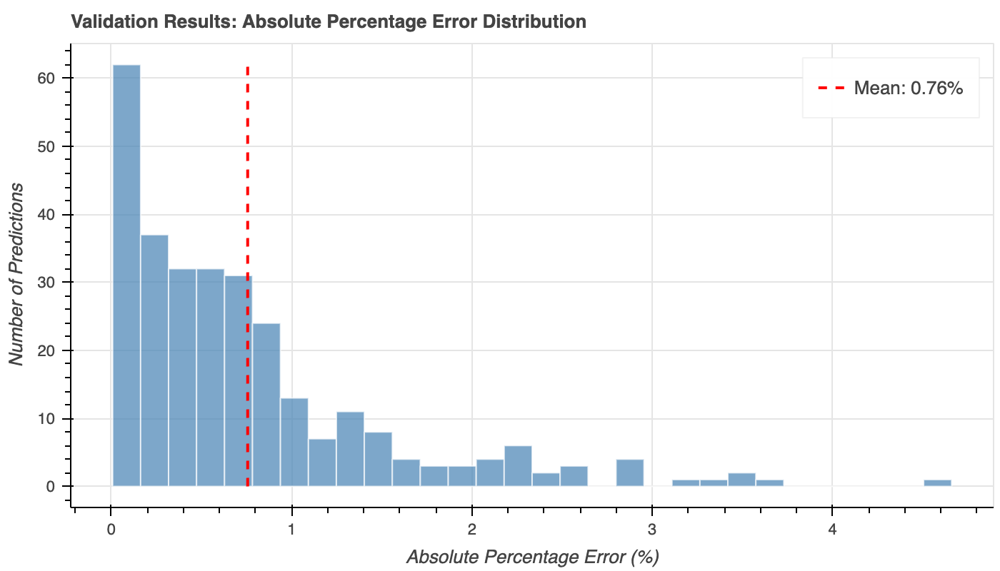 Validation Results: Absolute Percentage Error Distribution
Mean: 0.76%
Number of Predictions
60
50
40
30
20
10
0
0 1 2 3 4
Absolute Percentage Error (%)